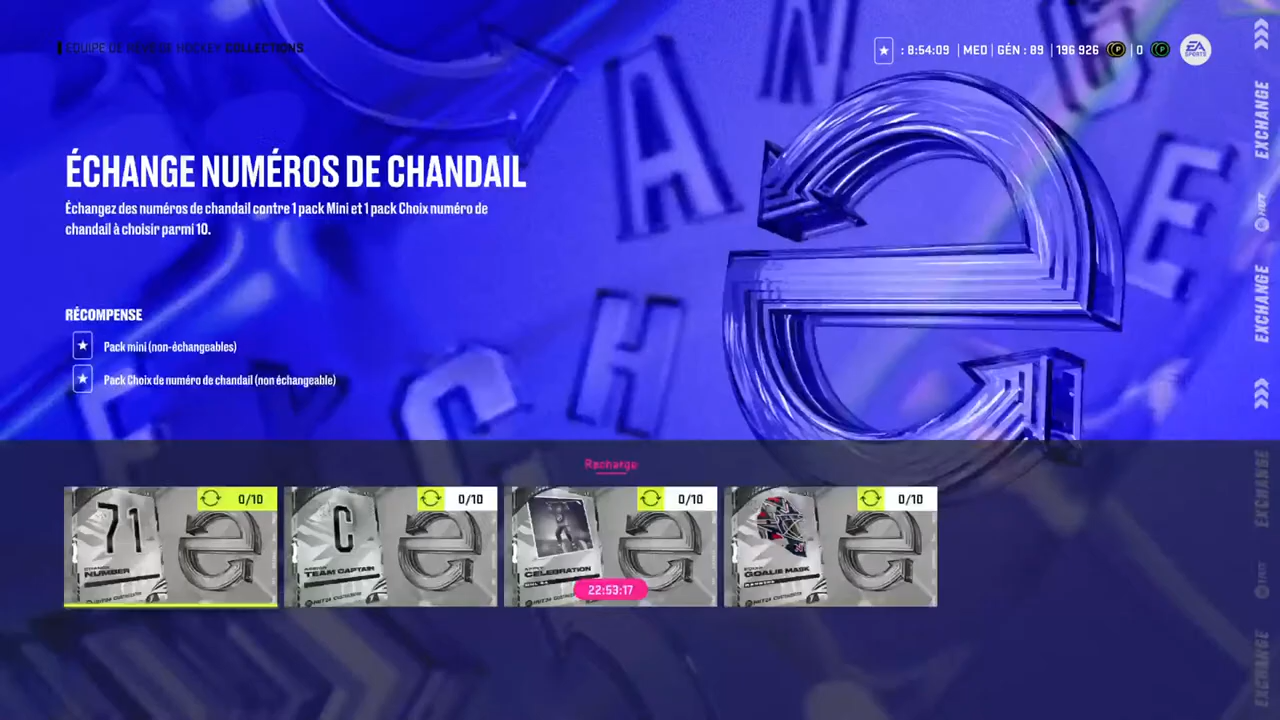 ÉQUIPE DE RÊVE DE HOCKEY COLLECTIONS
: 8:54:09 | MED | GÉN : 89 | 196 926 | 0
EA
SPORTS
ÉCHANGE NUMÉROS DE CHANDAIL
Échangez des numéros de chandail contre 1 pack Mini et 1 pack Choix numéro de
chandail à choisir parmi 10.
RÉCOMPENSE
Pack mini (non-échangeables)
Pack Choix de numéro de chandail (non échangeable)
Recharge
0/10
0/10
0/10
0/10
71
NUMBER
C
TEAM CAPTAIN
CELEBRATION
GOALIE MASK
22:53:17
EXCHANGE
EXCHANGE
EXCHANGE
EXCHANGE